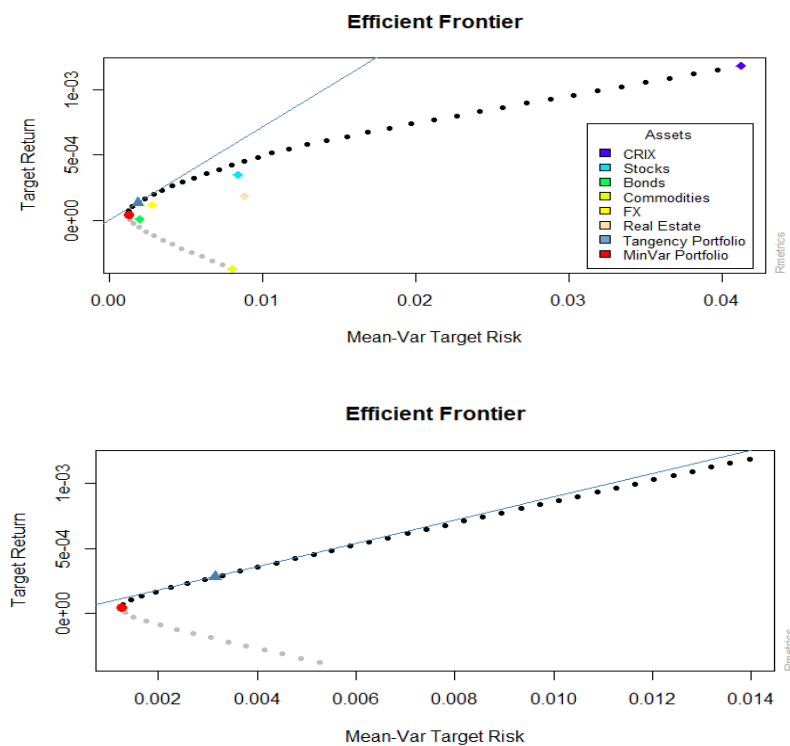 Efficient Frontier
Target Return
1e-03
5e-04
0e+00
Assets
CRIX
Stocks
Bonds
Commodities
FX
Real Estate
Tangency Portfolio
MinVar Portfolio
Rmetrics
0.00 0.01 0.02 0.03 0.04
Mean-Var Target Risk
Efficient Frontier
Target Return
1e-03
5e-04
0e+00
Rmetrics
0.002 0.004 0.006 0.008 0.010 0.012 0.014
Mean-Var Target Risk